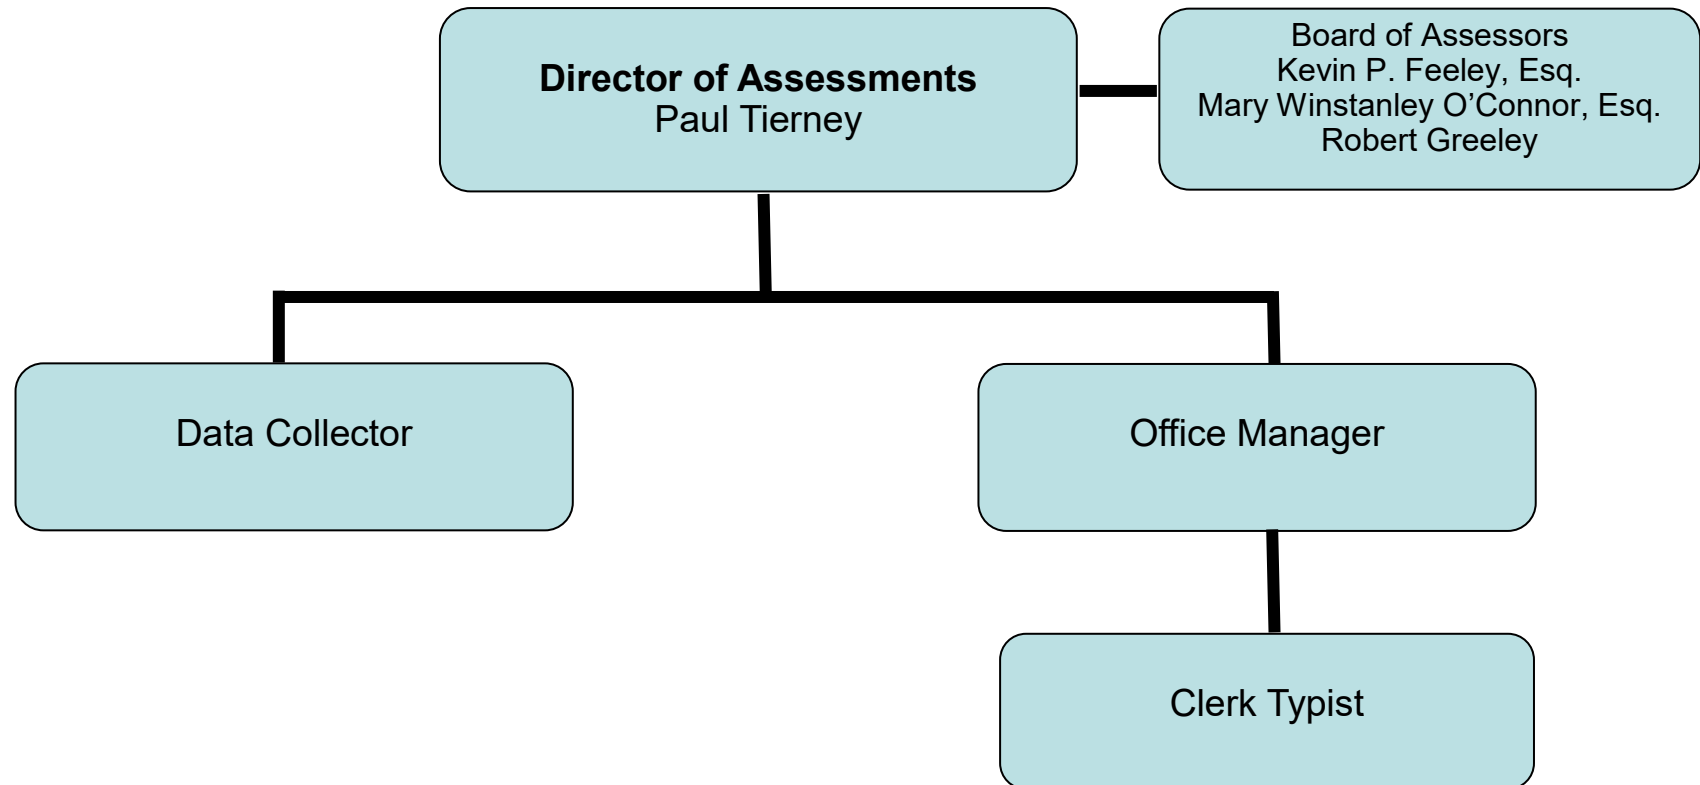 Director of Assessments
Paul Tierney
Board of Assessors
Kevin P. Feeley, Esq.
Mary Winstanley O’Connor, Esq.
Robert Greeley
Data Collector
Office Manager
Clerk Typist